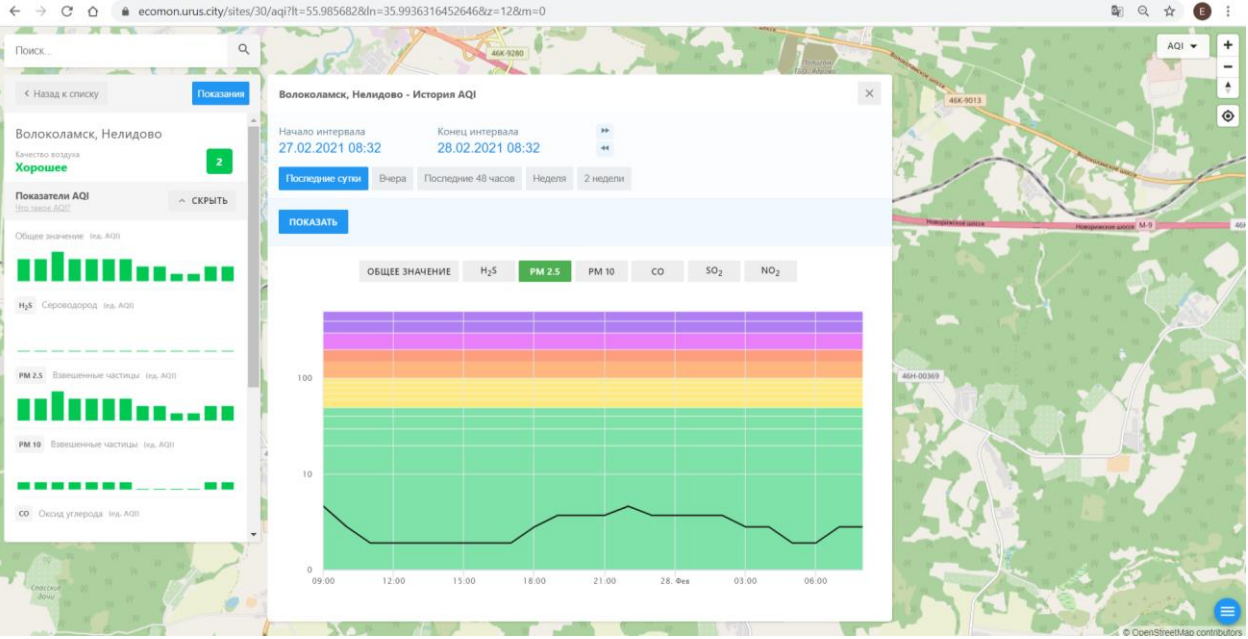 ecomon.urus.city/sites/30/aqi?lt=55.985682&ln=35.9936316452646&z=12&m=0
E
Поиск...
46К-9280
AQI
+
−
< Назад к списку
Показания
Волоколамск, Нелидово - История AQI
×
46К-9013
Волоколамск, Нелидово
Качество воздуха
Хорошее
2
Начало интервала
Конец интервала
27.02.2021 08:32
28.02.2021 08:32
Последние сутки
Вчера
Последние 48 часов
Неделя
2 недели
Показатели AQI
Что такое AQI?
СКРЫТЬ
ПОКАЗАТЬ
Новорижское шоссе
Новорижское шоссе
М-9
Общее значение (ед. AQI)
ОБЩЕЕ ЗНАЧЕНИЕ
H₂S
PM 2.5
PM 10
CO
SO₂
NO₂
H₂S Сероводород (ед. AQI)
PM 2.5 Взвешенные частицы (ед. AQI)
PM 10 Взвешенные частицы (ед. AQI)
CO Оксид углерода (ед. AQI)
100
10
0
09:00
12:00
15:00
18:00
21:00
28. Фев
03:00
06:00
46Н-00369
Спасские
дачи
© OpenStreetMap contributors